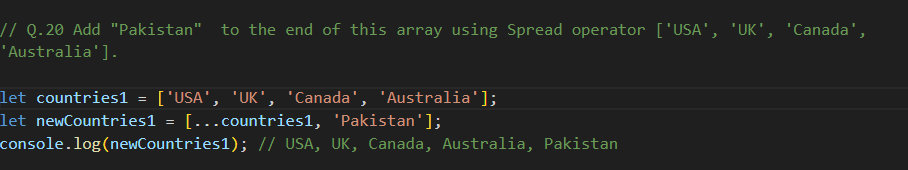 // Q.20 Add "Pakistan"  to the end of this array using Spread operator ['USA', 'UK', 'Canada',
'Australia'].
let countries1 = ['USA', 'UK', 'Canada', 'Australia'];
let newCountries1 = [...countries1, 'Pakistan'];
console.log(newCountries1); // USA, UK, Canada, Australia, Pakistan